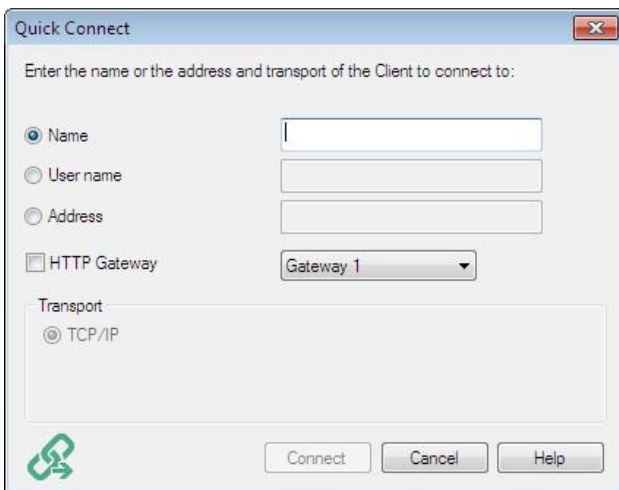 Quick Connect
Enter the name or the address and transport of the Client to connect to:
Name
User name
Address
HTTP Gateway Gateway 1
Transport
TCP/IP
Connect Cancel Help